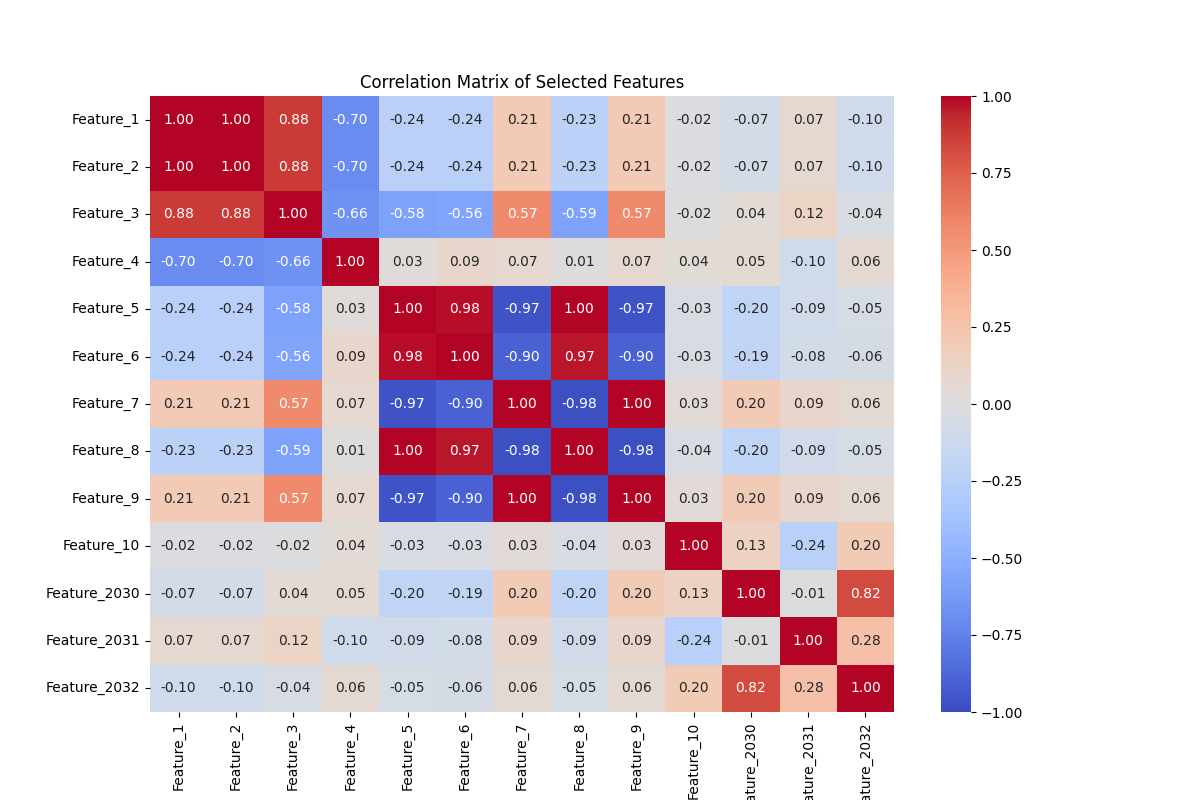 Correlation Matrix of Selected Features
Feature_1 1.00 1.00 0.88 -0.70 -0.24 -0.24 0.21 -0.23 0.21 -0.02 -0.07 0.07 -0.10
Feature_2 1.00 1.00 0.88 -0.70 -0.24 -0.24 0.21 -0.23 0.21 -0.02 -0.07 0.07 -0.10
Feature_3 0.88 0.88 1.00 -0.66 -0.58 -0.56 0.57 -0.59 0.57 -0.02 0.04 0.12 -0.04
Feature_4 -0.70 -0.70 -0.66 1.00 0.03 0.09 0.07 0.01 0.07 0.04 0.05 -0.10 0.06
Feature_5 -0.24 -0.24 -0.58 0.03 1.00 0.98 -0.97 1.00 -0.97 -0.03 -0.20 -0.09 -0.05
Feature_6 -0.24 -0.24 -0.56 0.09 0.98 1.00 -0.90 0.97 -0.90 -0.03 -0.19 -0.08 -0.06
Feature_7 0.21 0.21 0.57 0.07 -0.97 -0.90 1.00 -0.98 1.00 0.03 0.20 0.09 0.06
Feature_8 -0.23 -0.23 -0.59 0.01 1.00 0.97 -0.98 1.00 -0.98 -0.04 -0.20 -0.09 -0.05
Feature_9 0.21 0.21 0.57 0.07 -0.97 -0.90 1.00 -0.98 1.00 0.03 0.20 0.09 0.06
Feature_10 -0.02 -0.02 -0.02 0.04 -0.03 -0.03 0.03 -0.04 0.03 1.00 0.13 -0.24 0.20
Feature_2030 -0.07 -0.07 0.04 0.05 -0.20 -0.19 0.20 -0.20 0.20 0.13 1.00 -0.01 0.82
Feature_2031 0.07 0.07 0.12 -0.10 -0.09 -0.08 0.09 -0.09 0.09 -0.24 -0.01 1.00 0.28
Feature_2032 -0.10 -0.10 -0.04 0.06 -0.05 -0.06 0.06 -0.05 0.06 0.20 0.82 0.28 1.00
Feature_1
Feature_2
Feature_3
Feature_4
Feature_5
Feature_6
Feature_7
Feature_8
Feature_9
Feature_10
ature_2030
ature_2031
ature_2032
1.00
0.75
0.50
0.25
0.00
−0.25
−0.50
−0.75
−1.00